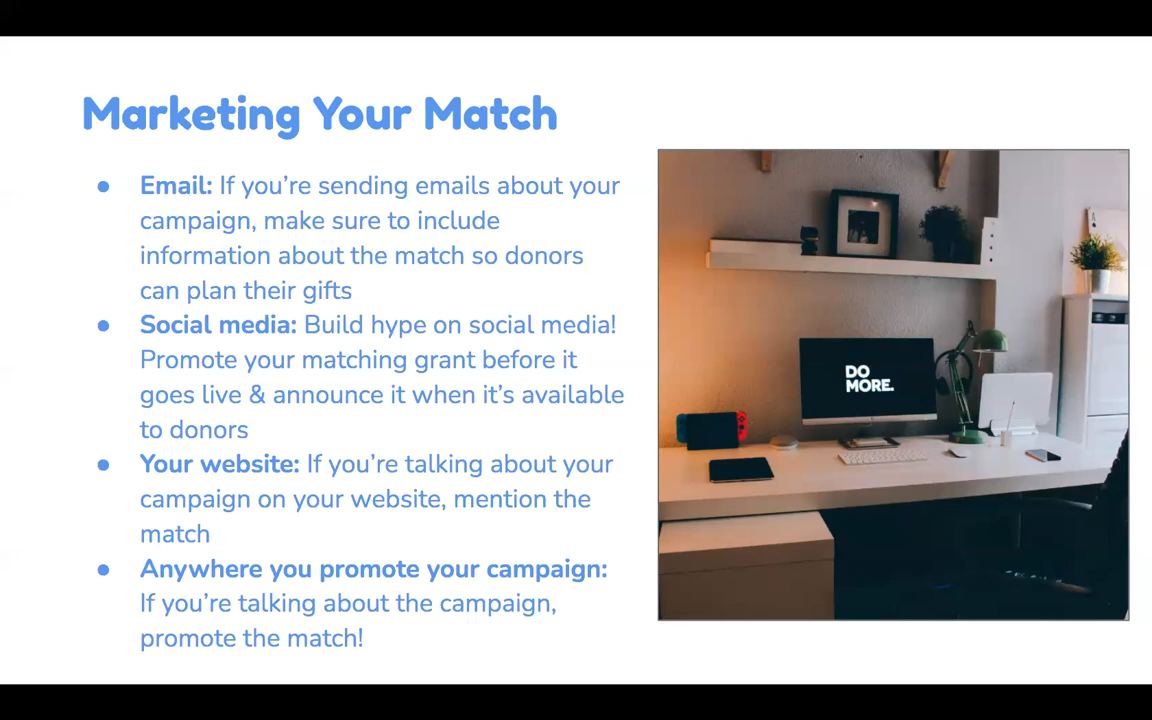 Marketing Your Match
● Email: If you’re sending emails about your
campaign, make sure to include
information about the match so donors
can plan their gifts
● Social media: Build hype on social media!
Promote your matching grant before it
goes live & announce it when it’s available
to donors
● Your website: If you’re talking about your
campaign on your website, mention the
match
● Anywhere you promote your campaign:
If you’re talking about the campaign,
promote the match!
A
DO
MORE.